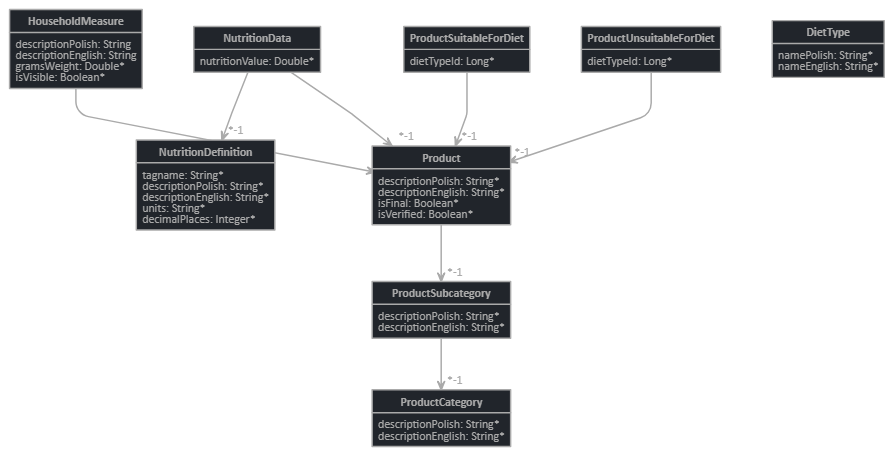 HouseholdMeasure
descriptionPolish: String
descriptionEnglish: String
gramsWeight: Double*
isVisible: Boolean*
NutritionData
nutritionValue: Double*
ProductSuitableForDiet
dietTypeId: Long*
ProductUnsuitableForDiet
dietTypeId: Long*
DietType
namePolish: String*
nameEnglish: String*
*-1
*-1
*-1
*-1
NutritionDefinition
tagname: String*
descriptionPolish: String*
descriptionEnglish: String*
units: String*
decimalPlaces: Integer*
Product
descriptionPolish: String*
descriptionEnglish: String*
isFinal: Boolean*
isVerified: Boolean*
*-1
ProductSubcategory
descriptionPolish: String*
descriptionEnglish: String*
*-1
ProductCategory
descriptionPolish: String*
descriptionEnglish: String*